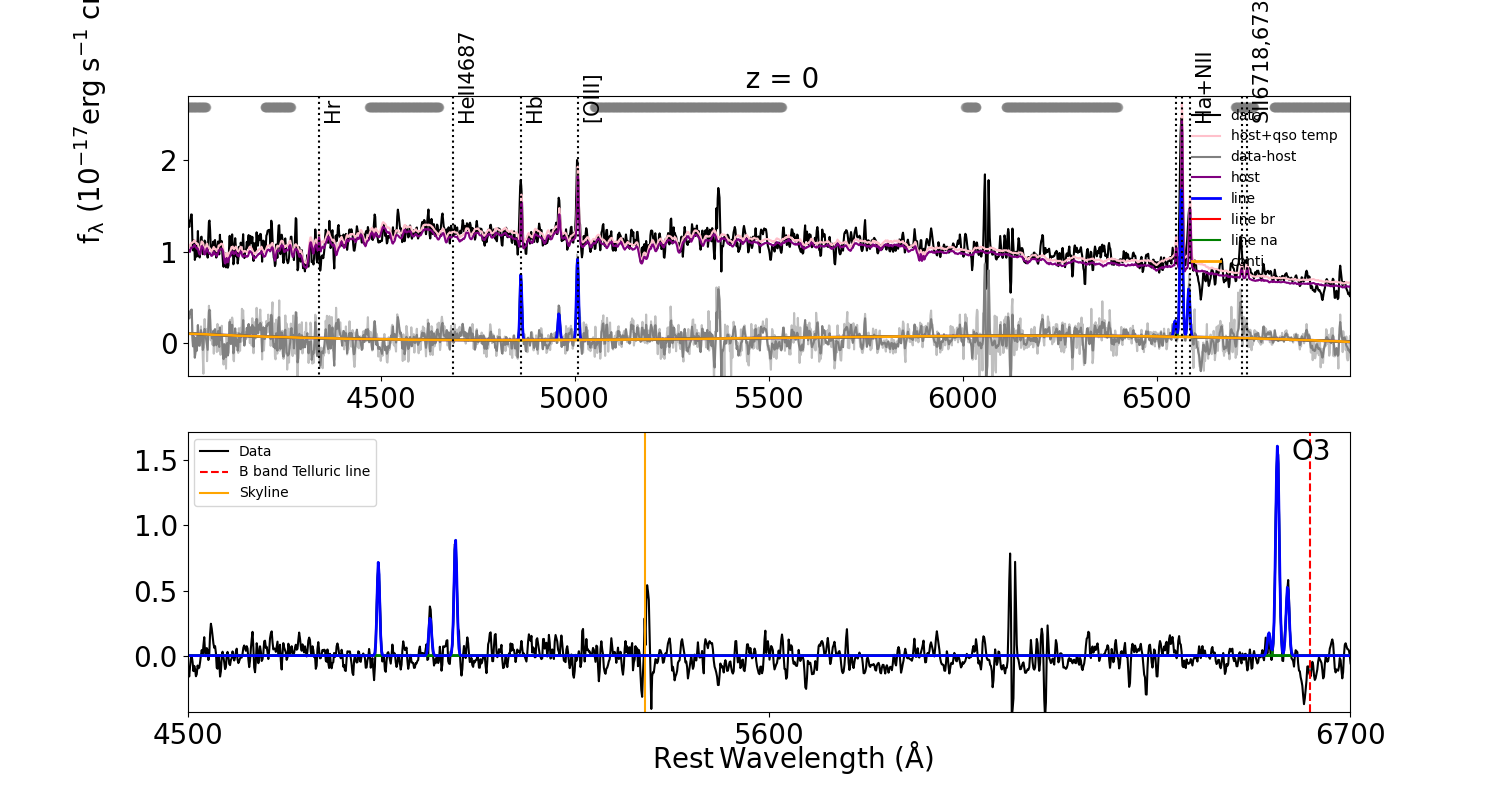 z = 0
f_λ (10^−17 erg s^−1
Hr
HeII4687
Hb
[OIII]
Ha+NII
SII6718,673
data
host+qso temp
data-host
host
line
line br
line na
conti
2
1
0
4500
5000
5500
6000
6500
Data
B band Telluric line
Skyline
O3
1.5
1.0
0.5
0.0
4500
5600
6700
Rest Wavelength (Å)